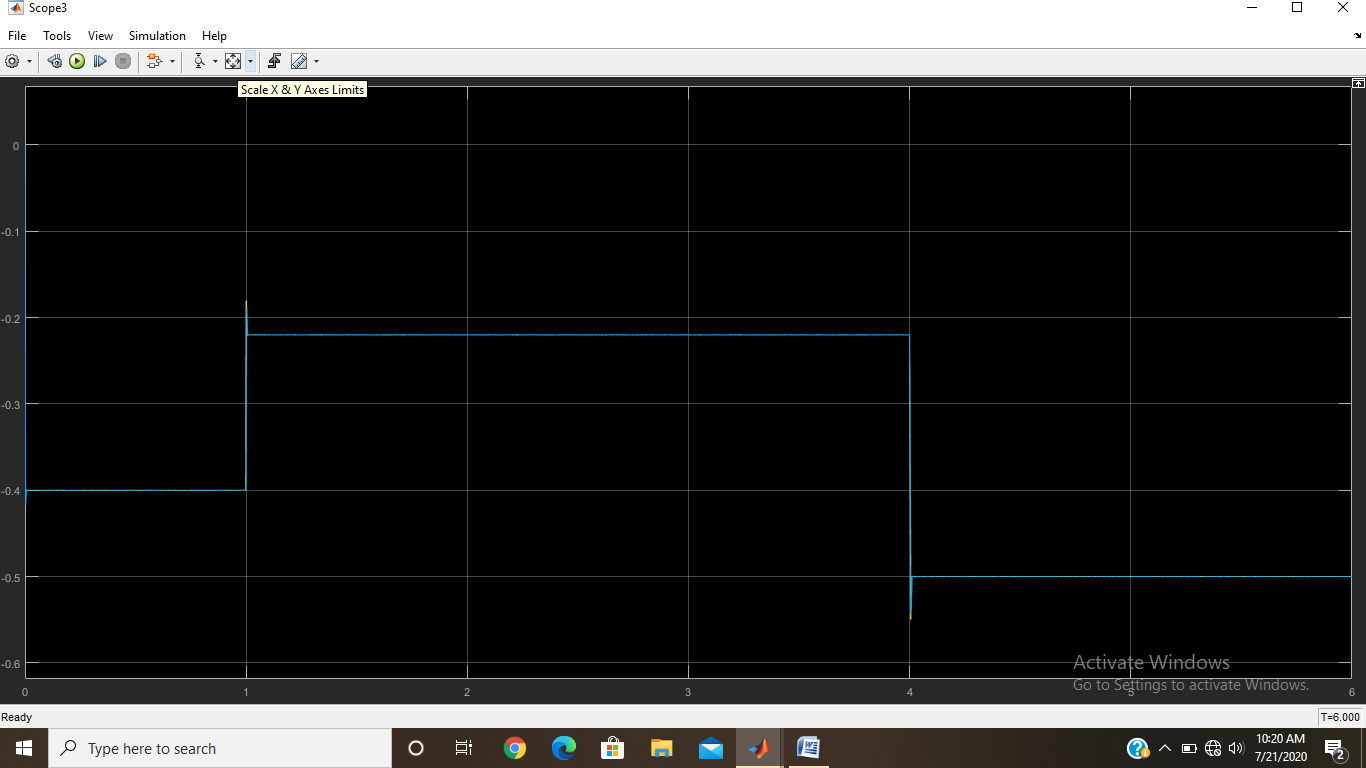 Scope3
File Tools View Simulation Help
Scale X & Y Axes Limits
0
-0.1
-0.2
-0.3
-0.4
-0.5
-0.6
0 1 2 3 4 5 6
Activate Windows
Go to Settings to activate Windows.
Ready T=6.000
Type here to search
10:20 AM
7/21/2020
2